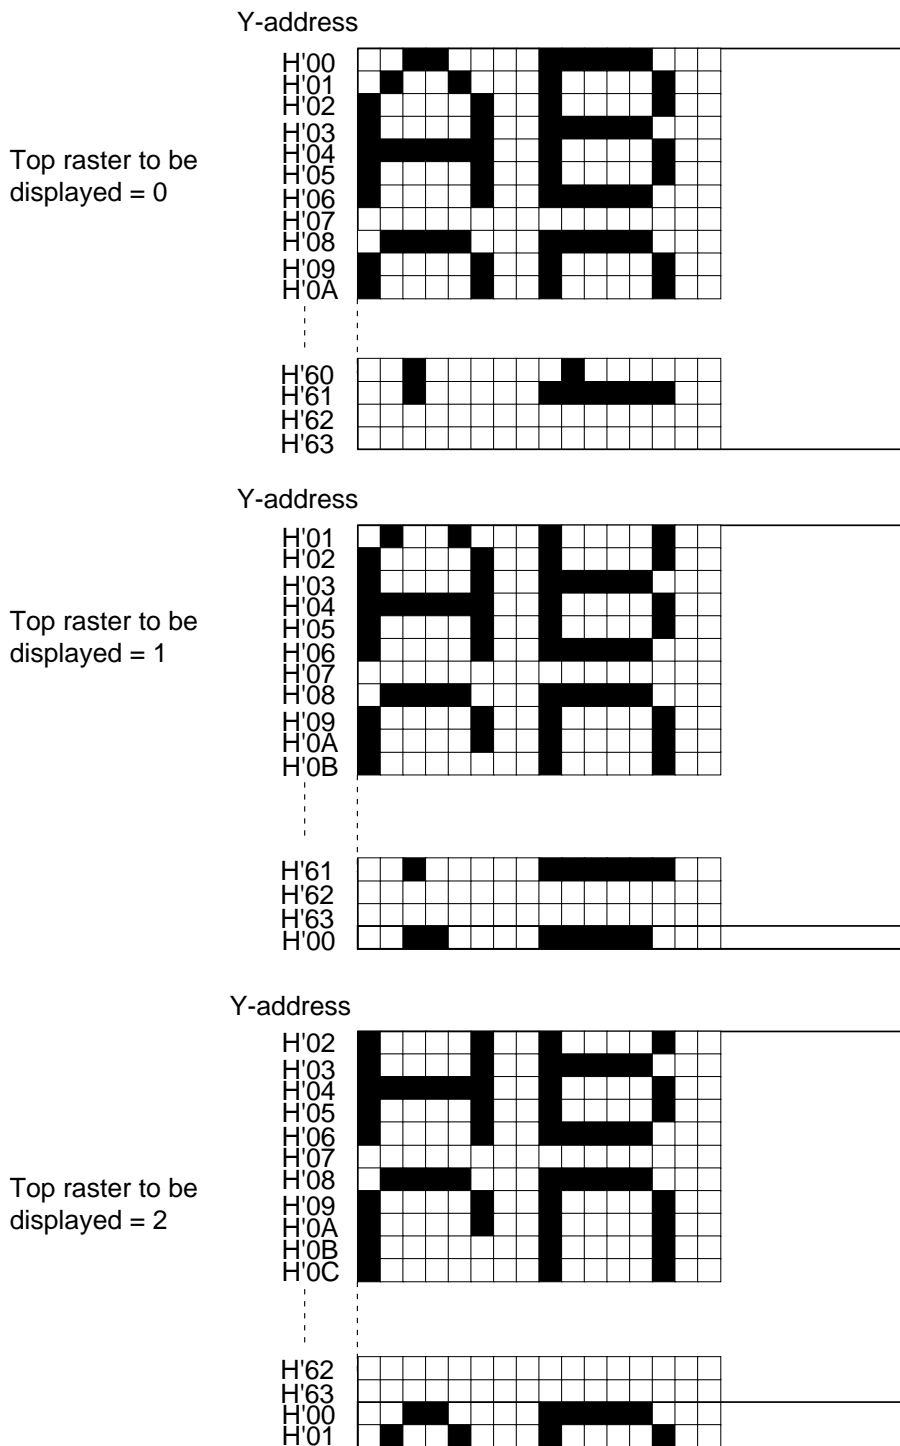 Y-address
H'00
H'01
H'02
H'03
H'04
H'05
H'06
H'07
H'08
H'09
H'0A
Top raster to be
displayed = 0
H'60
H'61
H'62
H'63
Y-address
H'01
H'02
H'03
H'04
H'05
H'06
H'07
H'08
H'09
H'0A
H'0B
Top raster to be
displayed = 1
H'61
H'62
H'63
H'00
Y-address
H'02
H'03
H'04
H'05
H'06
H'07
H'08
H'09
H'0A
H'0B
H'0C
Top raster to be
displayed = 2
H'62
H'63
H'00
H'01